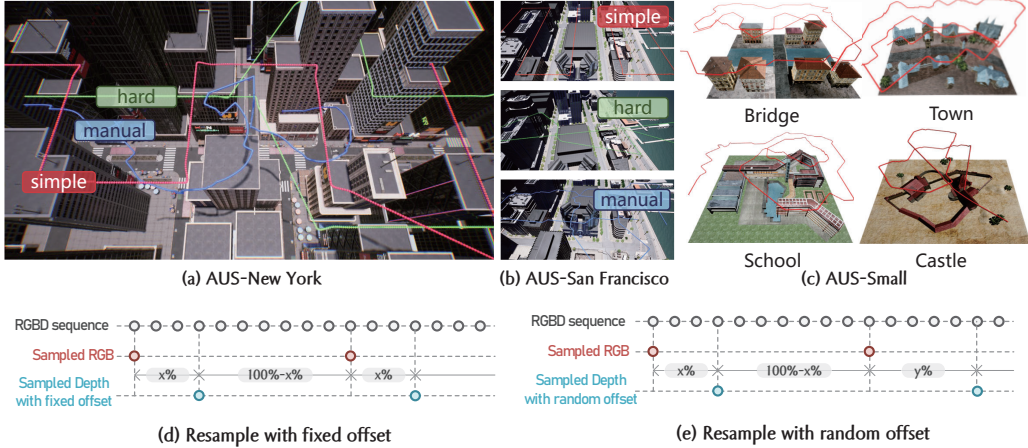 hard
manual
simple
(a) AUS-New York
simple
hard
manual
(b) AUS-San Francisco
Bridge
Town
School
Castle
(c) AUS-Small
RGBD sequence
Sampled RGB
x%
100%-x%
x%
Sampled Depth
with fixed offset
(d) Resample with fixed offset
RGBD sequence
Sampled RGB
x%
100%-x%
y%
Sampled Depth
with random offset
(e) Resample with random offset